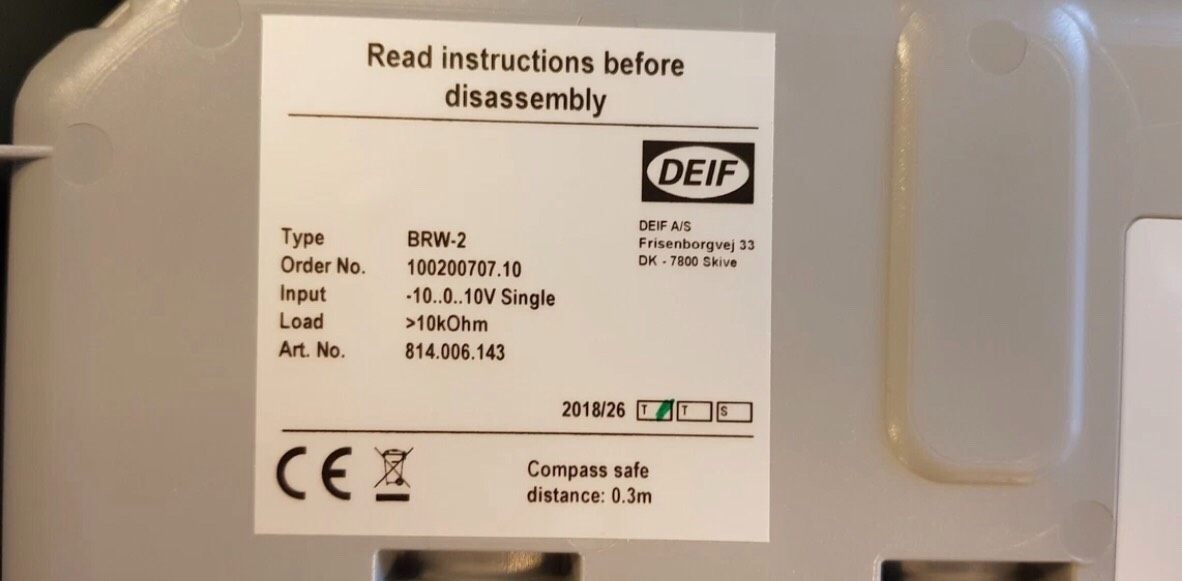 Read instructions before
disassembly
DEIF
DEIF A/S
Frisenborgvej 33
DK - 7800 Skive
Type BRW-2
Order No. 100200707.10
Input -10..0..10V Single
Load >10kOhm
Art. No. 814.006.143
2018/26 T T S
CE
Compass safe
distance: 0.3m